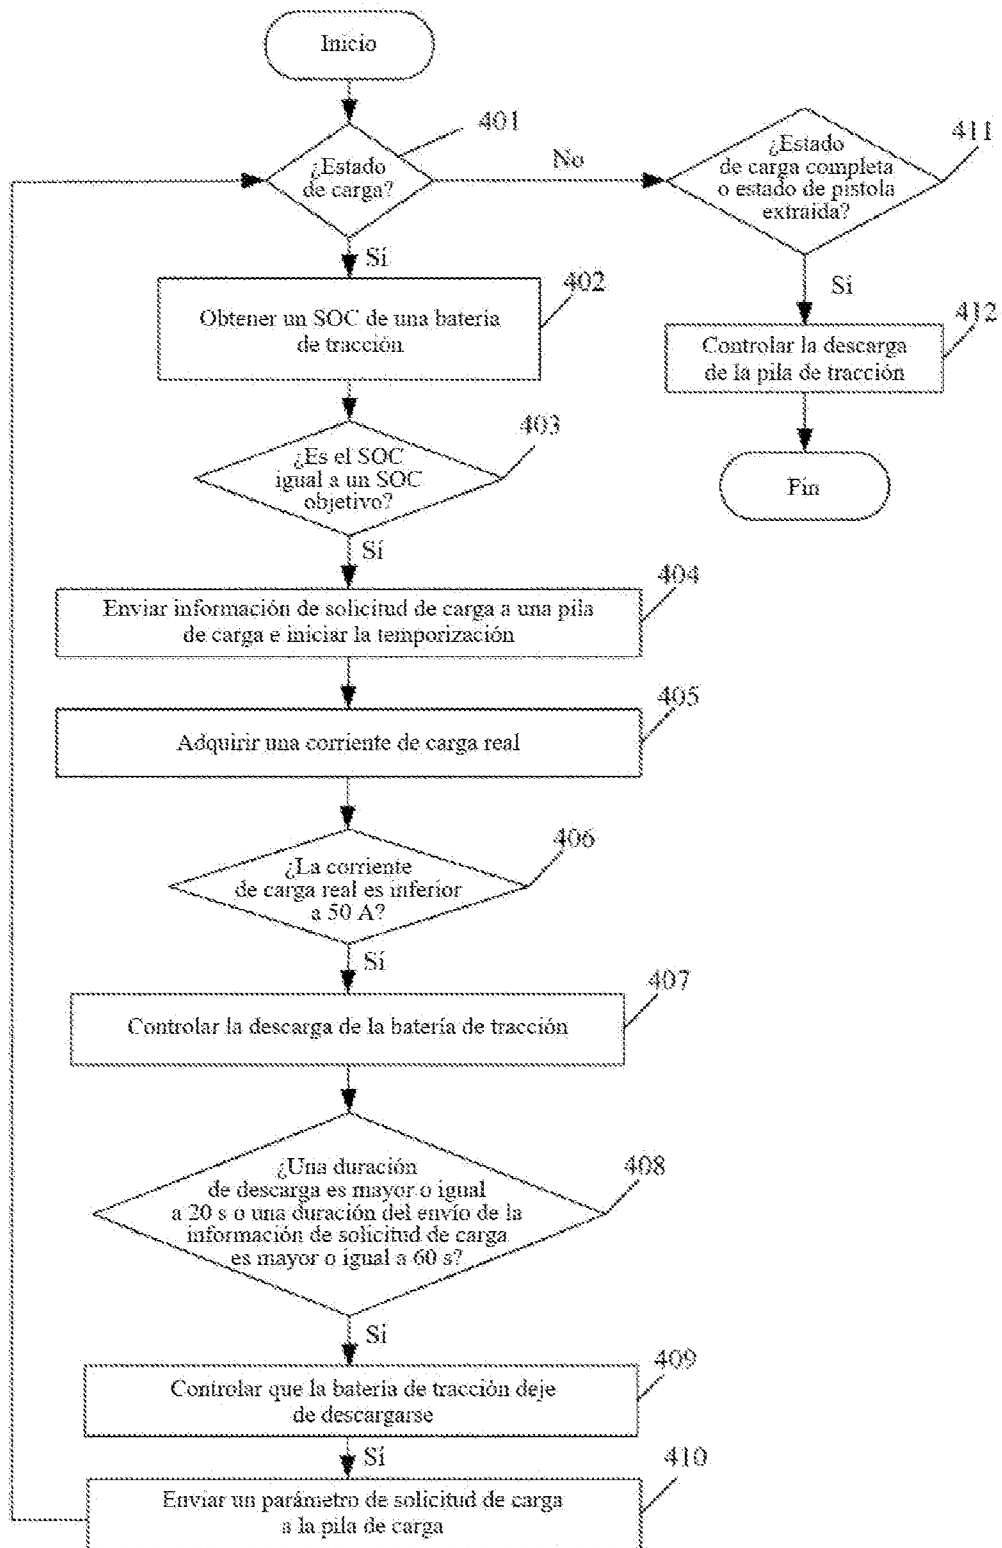 Inicio
401
¿Estado
de carga?
No
411
¿Estado
de carga completa
o estado de pistola
extraída?
Sí
Sí
402
Obtener un SOC de una batería
de tracción
412
Controlar la descarga
de la pila de tracción
403
¿Es el SOC
igual a un SOC
objetivo?
Fin
Sí
404
Enviar información de solicitud de carga a una pila
de carga e iniciar la temporización
405
Adquirir una corriente de carga real
406
¿La corriente
de carga real es inferior
a 50 A?
Sí
407
Controlar la descarga de la batería de tracción
408
¿Una duración
de descarga es mayor o igual
a 20 s o una duración del envío de la
información de solicitud de carga
es mayor o igual a 60 s?
Sí
409
Controlar que la batería de tracción deje
de descargarse
Sí
410
Enviar un parámetro de solicitud de carga
a la pila de carga